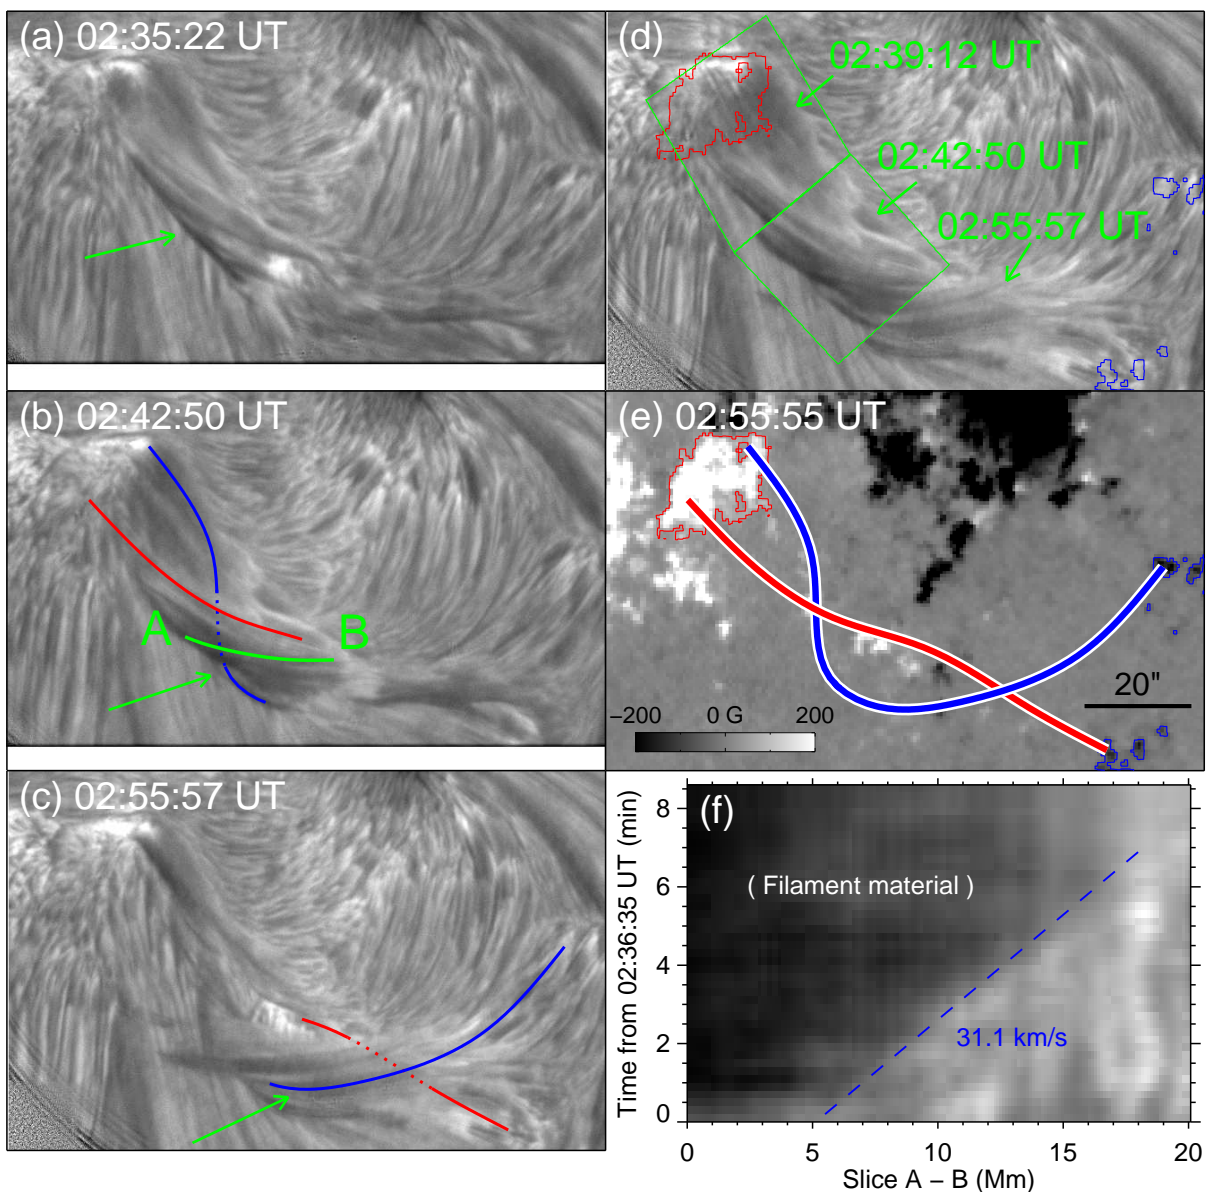 (a) 02:35:22 UT
(d)
02:39:12 UT
02:42:50 UT
02:55:57 UT
(b) 02:42:50 UT
A
B
(e) 02:55:55 UT
20"
−200 0 G 200
(c) 02:55:57 UT
(f)
( Filament material )
31.1 km/s
Time from 02:36:35 UT (min)
8
6
4
2
0
0 5 10 15 20
Slice A − B (Mm)